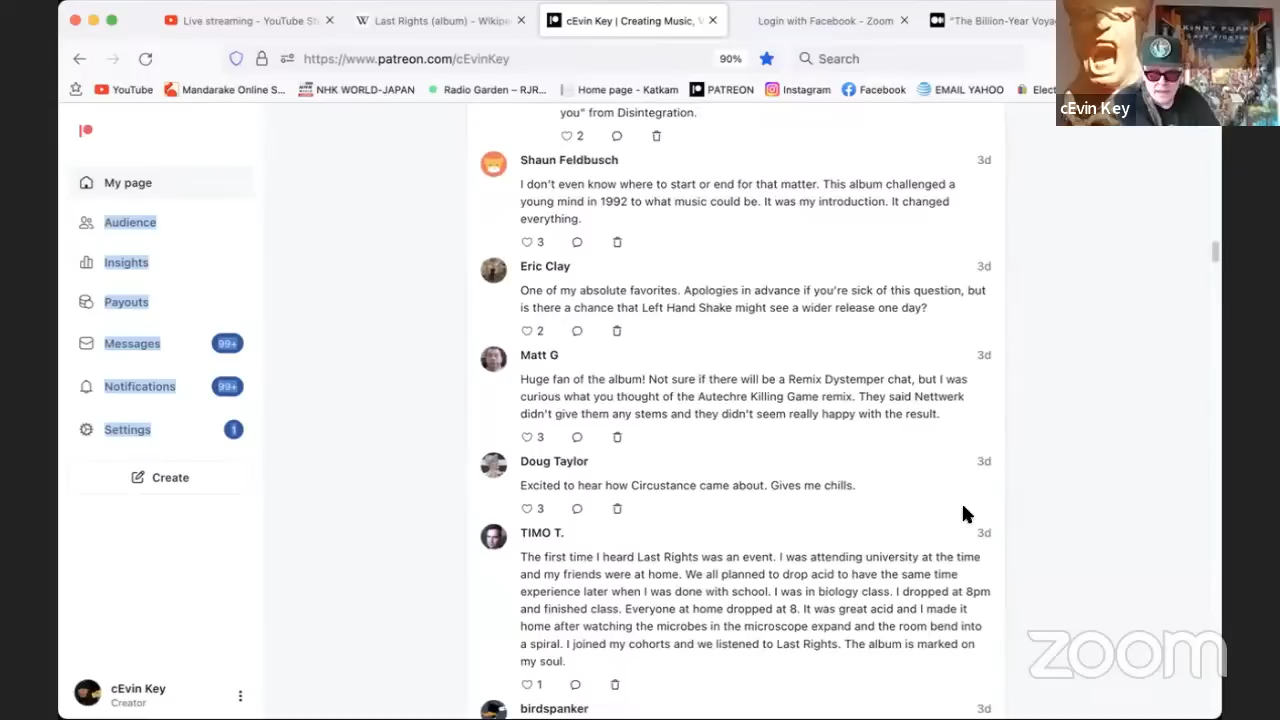 Live streaming - YouTube St
Last Rights (album) - Wikipe
cEvin Key | Creating Music, V
Login with Facebook - Zoom
"The Billion-Year Voya
https://www.patreon.com/cEvinKey
90%
Search
YouTube
Mandarake Online S...
NHK WORLD-JAPAN
Radio Garden – RJR...
Home page - Katkam
PATREON
Instagram
Facebook
EMAIL YAHOO
Elect
SKINNY PUPPY
LAST RIGHTS
cEvin Key
My page
Audience
Insights
Payouts
Messages
99+
Notifications
99+
Settings
1
Create
cEvin Key
Creator
you" from Disintegration.
2
Shaun Feldbusch
3d
I don't even know where to start or end for that matter. This album challenged a
young mind in 1992 to what music could be. It was my introduction. It changed
everything.
3
Eric Clay
3d
One of my absolute favorites. Apologies in advance if you're sick of this question, but
is there a chance that Left Hand Shake might see a wider release one day?
2
Matt G
3d
Huge fan of the album! Not sure if there will be a Remix Dystemper chat, but I was
curious what you thought of the Autechre Killing Game remix. They said Nettwerk
didn't give them any stems and they didn't seem really happy with the result.
3
Doug Taylor
3d
Excited to hear how Circustance came about. Gives me chills.
3
TIMO T.
3d
The first time I heard Last Rights was an event. I was attending university at the time
and my friends were at home. We all planned to drop acid to have the same time
experience later when I was done with school. I was in biology class. I dropped at 8pm
and finished class. Everyone at home dropped at 8. It was great acid and I made it
home after watching the microbes in the microscope expand and the room bend into
a spiral. I joined my cohorts and we listened to Last Rights. The album is marked on
my soul.
1
birdspanker
3d
zoom